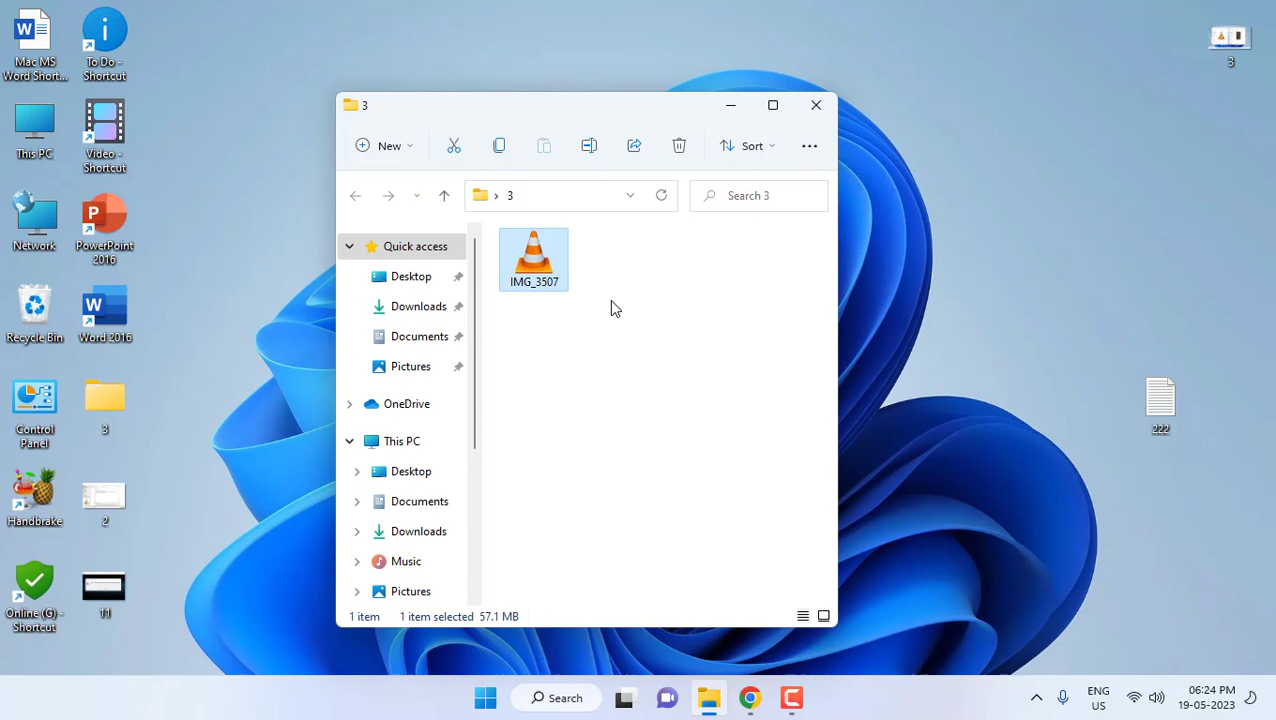 Mac MS
Word Short...
To Do -
Shortcut
This PC
Video -
Shortcut
Network
PowerPoint
2016
Recycle Bin
Word 2016
Control
Panel
3
Handbrake
2
Online (G) -
Shortcut
11
3
222
3
New
Sort
3
Search 3
Quick access
Desktop
Downloads
Documents
Pictures
OneDrive
This PC
Desktop
Documents
Downloads
Music
Pictures
IMG_3507
1 item 1 item selected 57.1 MB
Search
ENG
US
06:24 PM
19-05-2023